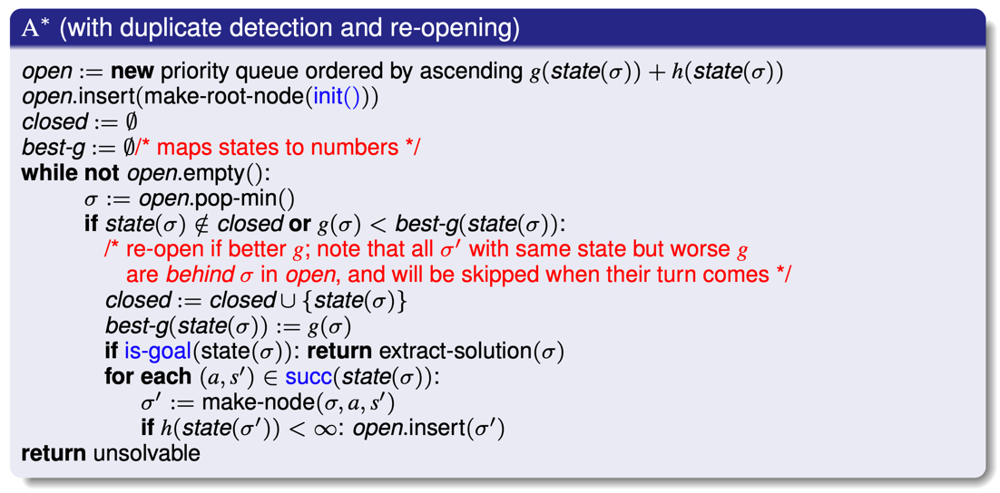 A* (with duplicate detection and re-opening)
open := new priority queue ordered by ascending g(state(σ)) + h(state(σ))
open.insert(make-root-node(init()))
closed := ∅
best-g := ∅/* maps states to numbers */
while not open.empty():
σ := open.pop-min()
if state(σ) ∉ closed or g(σ) < best-g(state(σ)):
/* re-open if better g; note that all σ′ with same state but worse g
are behind σ in open, and will be skipped when their turn comes */
closed := closed ∪ {state(σ)}
best-g(state(σ)) := g(σ)
if is-goal(state(σ)): return extract-solution(σ)
for each (a, s′) ∈ succ(state(σ)):
σ′ := make-node(σ, a, s′)
if h(state(σ′)) < ∞: open.insert(σ′)
return unsolvable